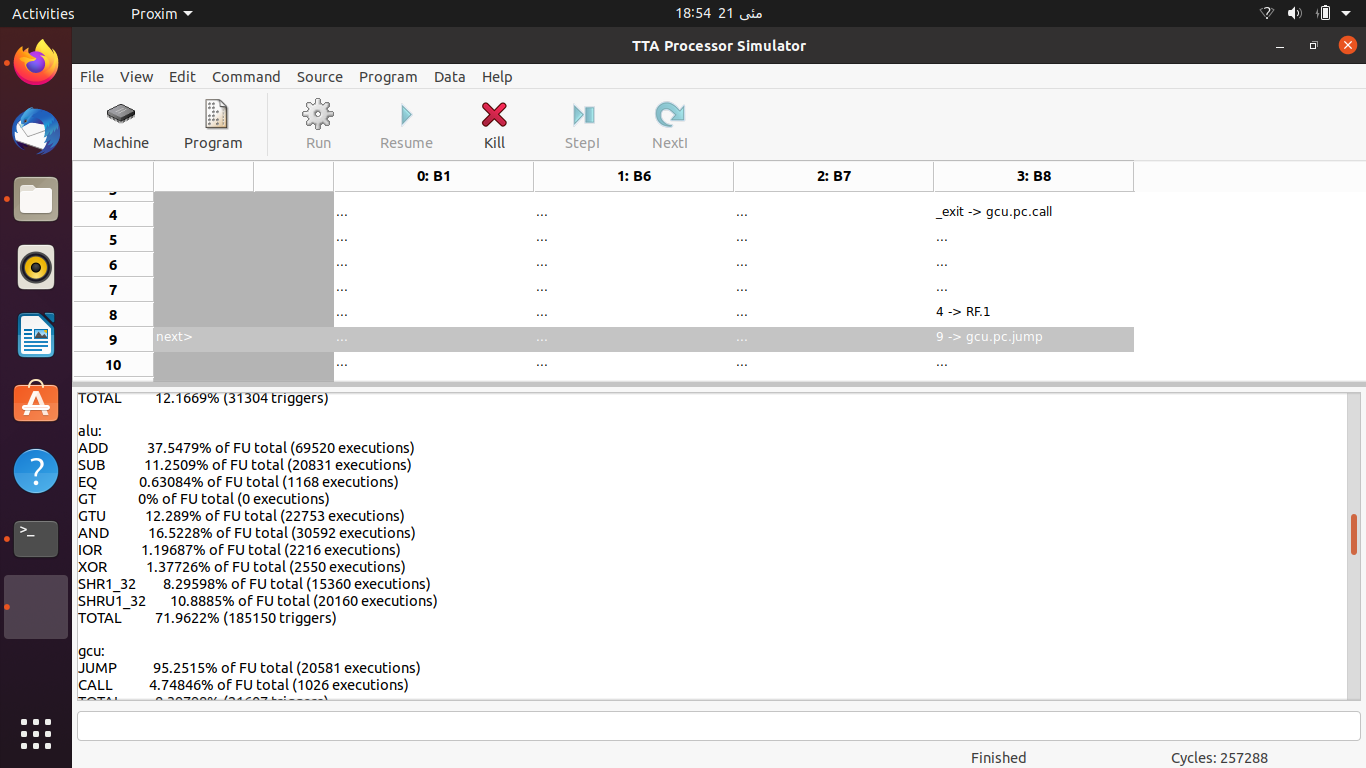 Activities Proxim 18:54 21 مئی
TTA Processor Simulator
File View Edit Command Source Program Data Help
Machine Program Run Resume Kill StepI NextI
0: B1 1: B6 2: B7 3: B8
4 ... ... ... _exit -> gcu.pc.call
5 ... ... ... ...
6 ... ... ... ...
7 ... ... ... ...
8 ... ... ... 4 -> RF.1
9 next> ... ... ... 9 -> gcu.pc.jump
10 ... ... ... ...
TOTAL 12.1669% (31304 triggers)
alu:
ADD 37.5479% of FU total (69520 executions)
SUB 11.2509% of FU total (20831 executions)
EQ 0.63084% of FU total (1168 executions)
GT 0% of FU total (0 executions)
GTU 12.289% of FU total (22753 executions)
AND 16.5228% of FU total (30592 executions)
IOR 1.19687% of FU total (2216 executions)
XOR 1.37726% of FU total (2550 executions)
SHR1_32 8.29598% of FU total (15360 executions)
SHRU1_32 10.8885% of FU total (20160 executions)
TOTAL 71.9622% (185150 triggers)
gcu:
JUMP 95.2515% of FU total (20581 executions)
CALL 4.74846% of FU total (1026 executions)
Finished Cycles: 257288